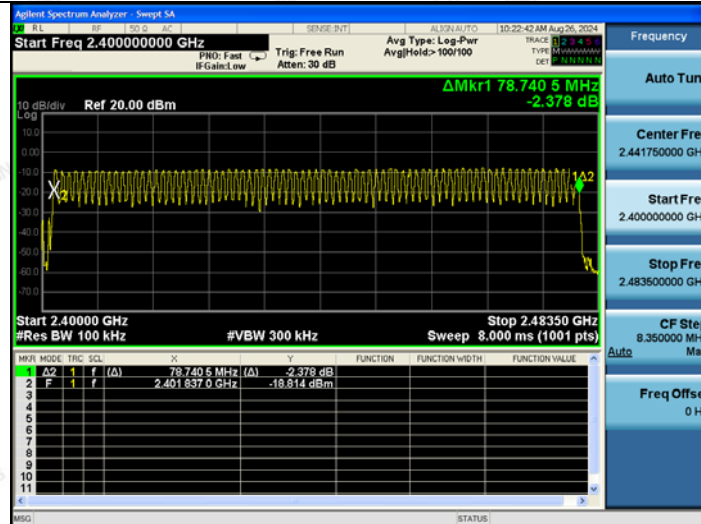 Agilent Spectrum Analyzer - Swept SA
RL RF 50 Ω AC SENSE:INT ALIGN AUTO 10:22:42 AM Aug 26, 2024
Start Freq 2.400000000 GHz
PNO: Fast
IFGain:Low
Trig: Free Run
Atten: 30 dB
Avg Type: Log-Pwr
Avg|Hold:>100/100
TRACE 1 2 3 4 5 6
TYPE M
DET P N N N N N
ΔMkr1 78.740 5 MHz
-2.378 dB
10 dB/div Ref 20.00 dBm
Log
10.0
0.00
-10.0
-20.0
-30.0
-40.0
-50.0
-60.0
-70.0
X2
1Δ2
Start 2.40000 GHz
Stop 2.48350 GHz
#Res BW 100 kHz
#VBW 300 kHz
Sweep 8.000 ms (1001 pts)
MKR MODE TRC SCL X Y FUNCTION FUNCTION WIDTH FUNCTION VALUE
1 Δ2 1 f (Δ) 78.740 5 MHz (Δ) -2.378 dB
2 F 1 f 2.401 837 0 GHz -18.814 dBm
3
4
5
6
7
8
9
10
11
MSG
STATUS
Frequency
Auto Tun
Center Fre
2.441750000 GH
Start Fre
2.400000000 GH
Stop Fre
2.483500000 GH
CF Ste
8.350000 MH
Auto Ma
Freq Offse
0 H